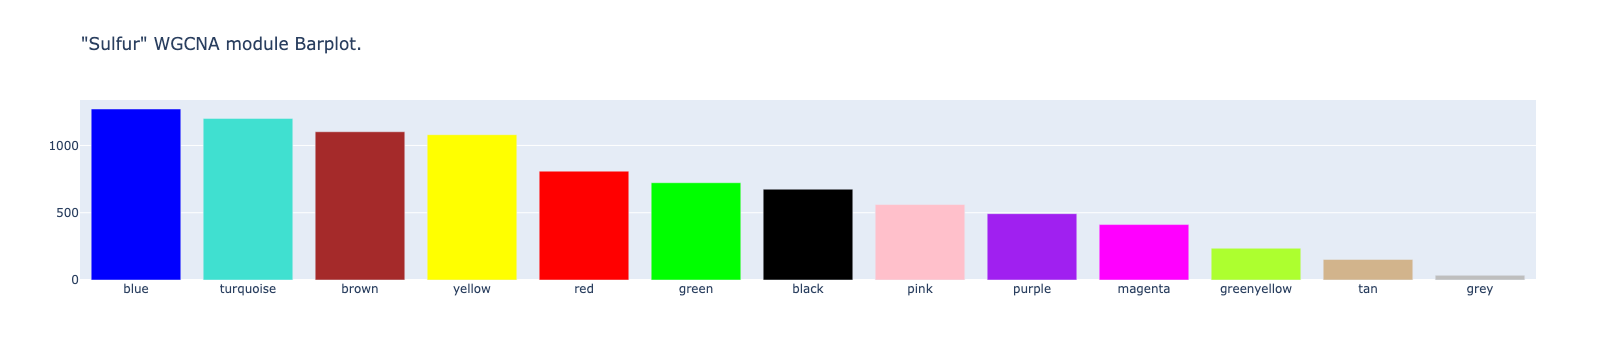 "Sulfur" WGCNA module Barplot.
1000
500
0
blue turquoise brown yellow red green black pink purple magenta greenyellow tan grey